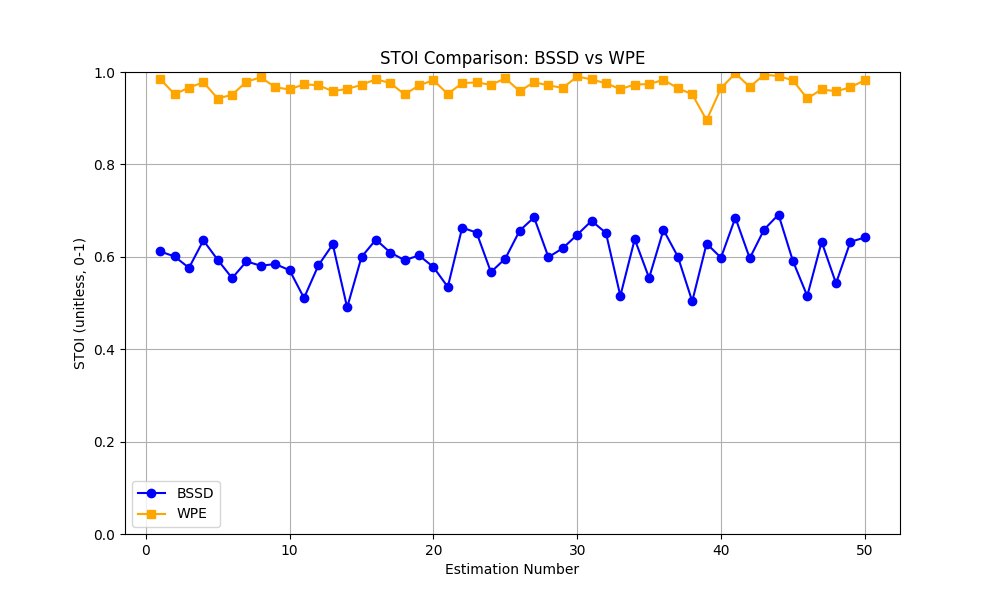 STOI Comparison: BSSD vs WPE
STOI (unitless, 0-1)
1.0
0.8
0.6
0.4
0.2
0.0
BSSD
WPE
0 10 20 30 40 50
Estimation Number